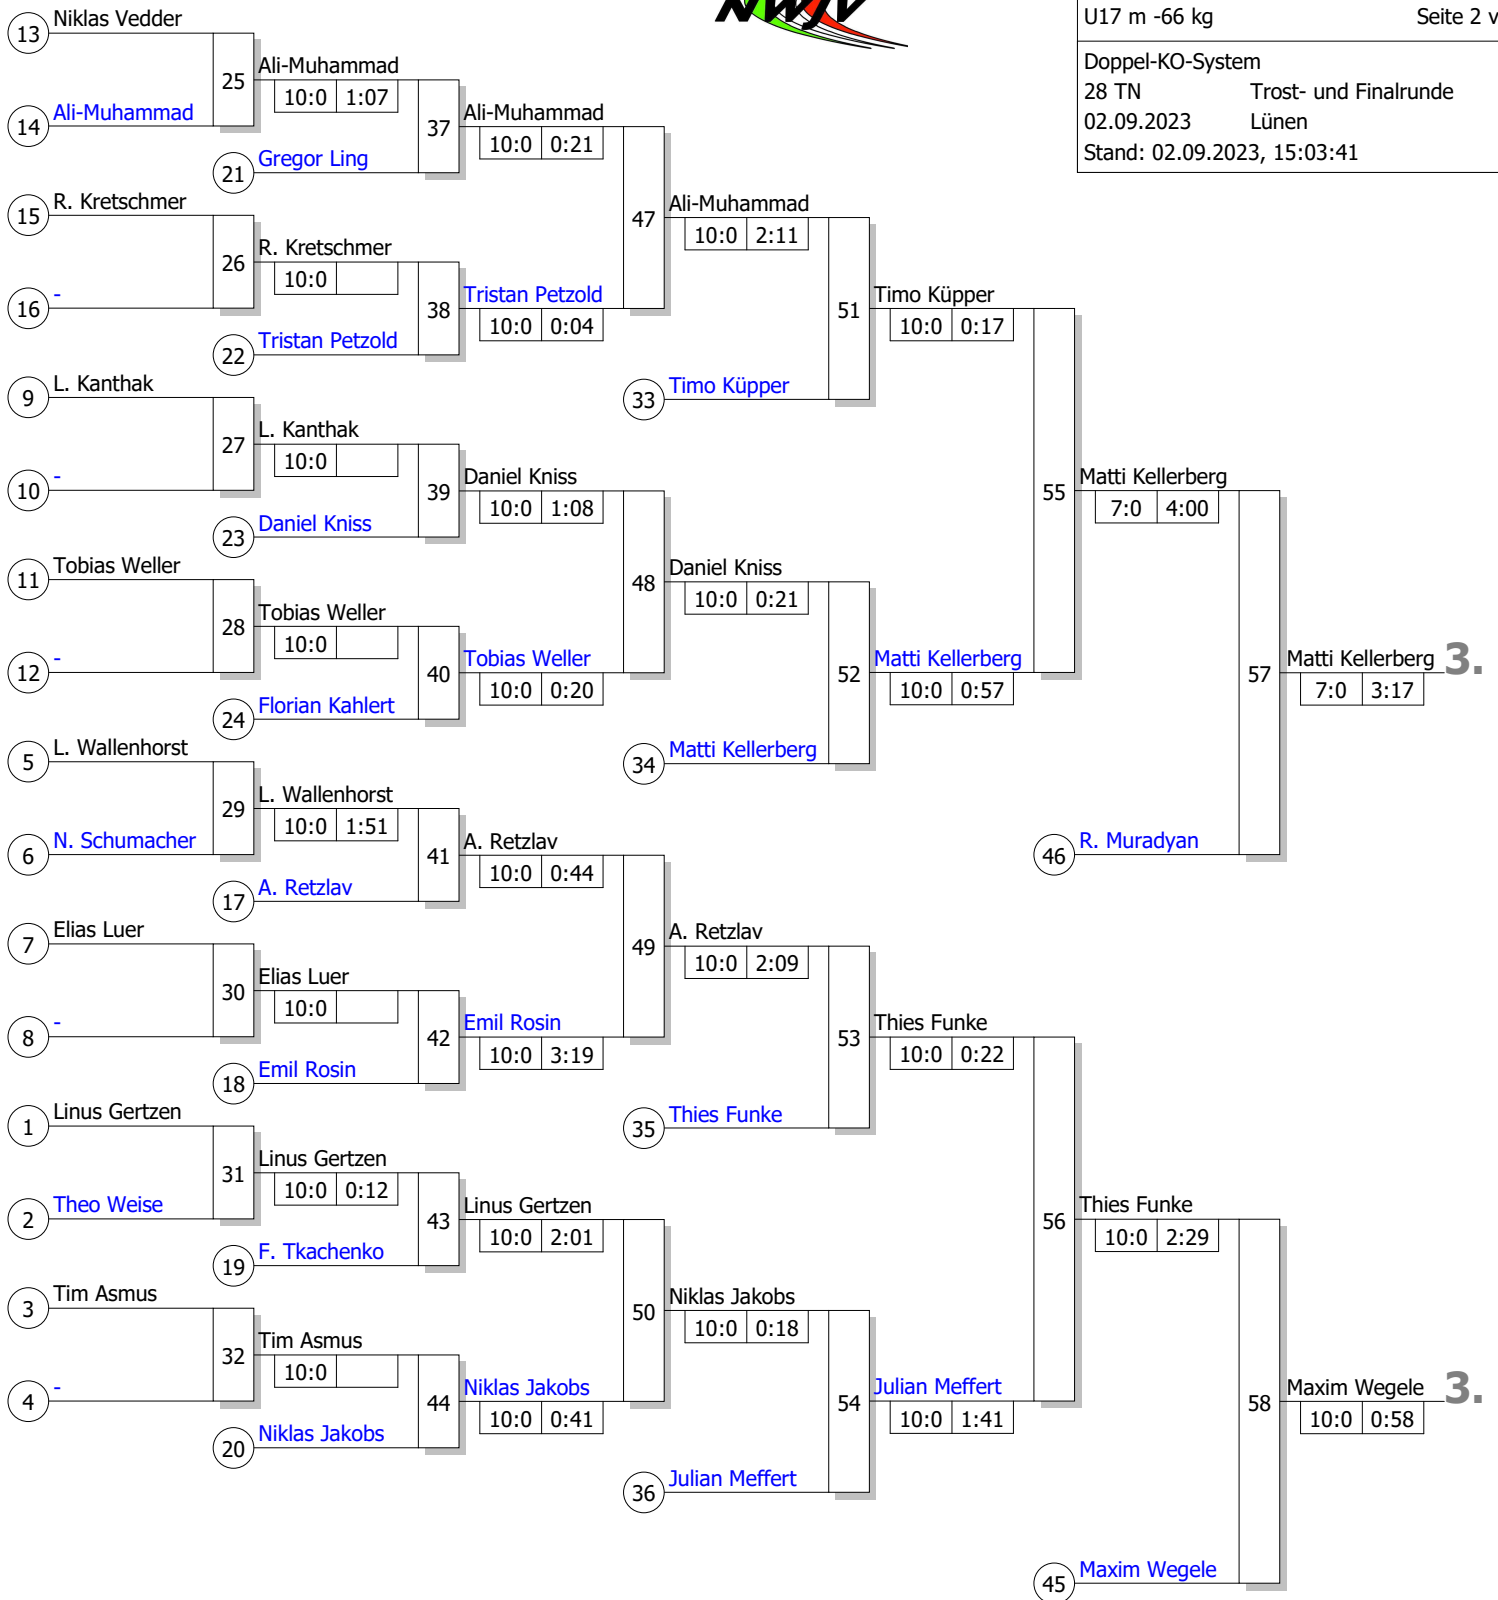 NWJV
U17 m -66 kg Seite 2 v
Doppel-KO-System
28 TN Trost- und Finalrunde
02.09.2023 Lünen
Stand: 02.09.2023, 15:03:41
13 Niklas Vedder
25 Ali-Muhammad
10:0 1:07
14 Ali-Muhammad
37 Ali-Muhammad
10:0 0:21
21 Gregor Ling
15 R. Kretschmer
47 Ali-Muhammad
10:0 2:11
26 R. Kretschmer
10:0
16 -
38 Tristan Petzold
10:0 0:04
22 Tristan Petzold
51 Timo Küpper
10:0 0:17
9 L. Kanthak
33 Timo Küpper
27 L. Kanthak
10:0
10 -
39 Daniel Kniss
10:0 1:08
23 Daniel Kniss
55 Matti Kellerberg
7:0 4:00
11 Tobias Weller
48 Daniel Kniss
10:0 0:21
28 Tobias Weller
10:0
12 -
40 Tobias Weller
10:0 0:20
24 Florian Kahlert
52 Matti Kellerberg
10:0 0:57
57 Matti Kellerberg 3.
7:0 3:17
5 L. Wallenhorst
34 Matti Kellerberg
29 L. Wallenhorst
10:0 1:51
6 N. Schumacher
41 A. Retzlav
10:0 0:44
46 R. Muradyan
17 A. Retzlav
7 Elias Luer
49 A. Retzlav
10:0 2:09
30 Elias Luer
10:0
8 -
42 Emil Rosin
10:0 3:19
18 Emil Rosin
53 Thies Funke
10:0 0:22
1 Linus Gertzen
35 Thies Funke
31 Linus Gertzen
10:0 0:12
2 Theo Weise
43 Linus Gertzen
10:0 2:01
19 F. Tkachenko
56 Thies Funke
10:0 2:29
3 Tim Asmus
50 Niklas Jakobs
10:0 0:18
32 Tim Asmus
10:0
4 -
44 Niklas Jakobs
10:0 0:41
20 Niklas Jakobs
54 Julian Meffert
10:0 1:41
58 Maxim Wegele 3.
10:0 0:58
36 Julian Meffert
45 Maxim Wegele